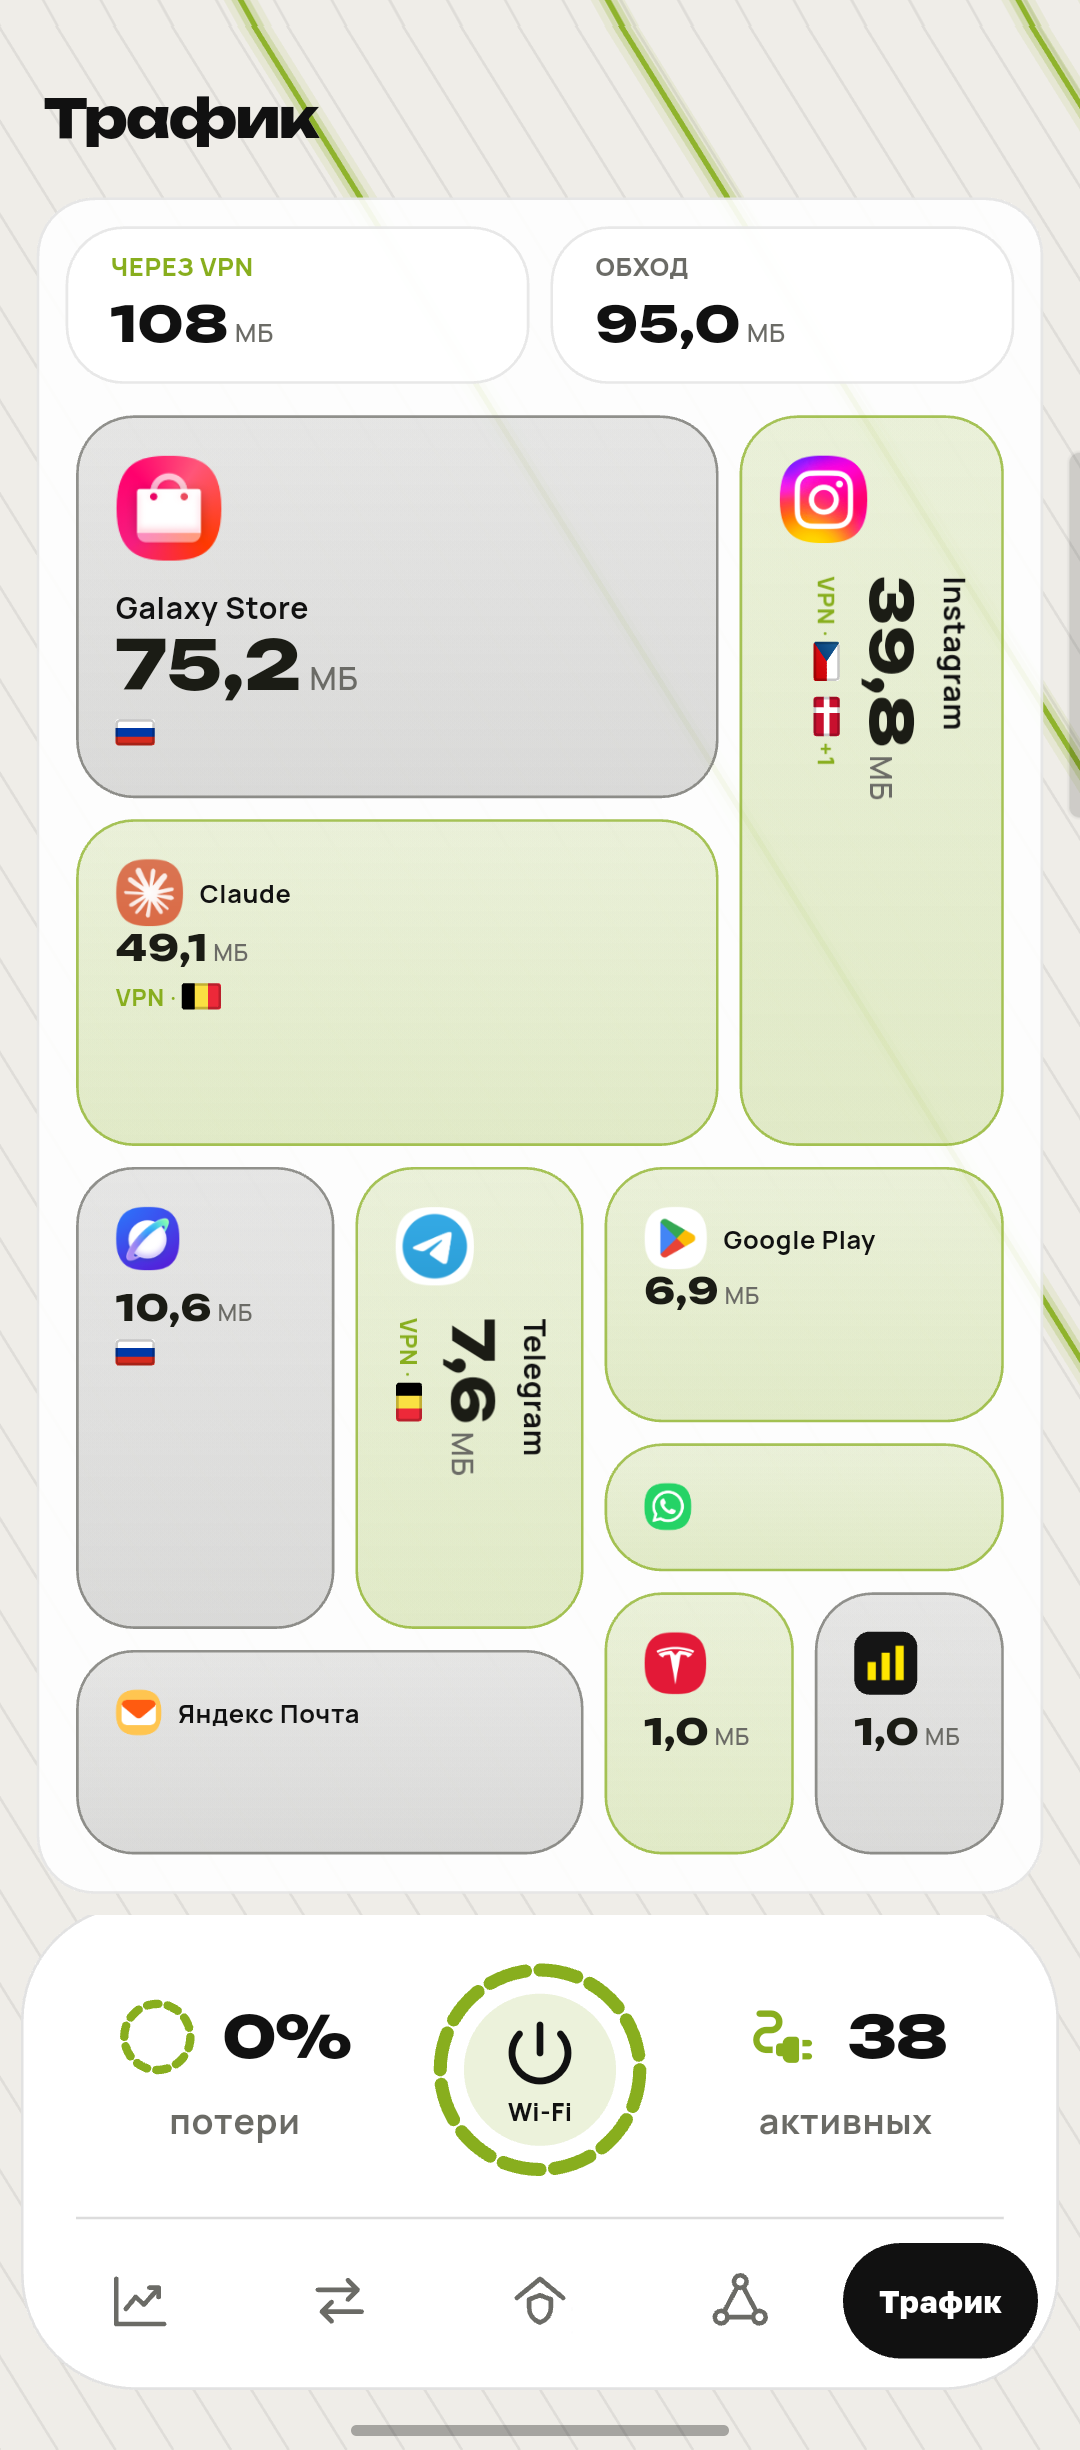 Трафик
ЧЕРЕЗ VPN
108 МБ
ОБХОД
95,0 МБ
Galaxy Store
75,2 МБ
Instagram
39,8 МБ
VPN · +1
Claude
49,1 МБ
VPN ·
10,6 МБ
Telegram
7,6 МБ
VPN ·
Google Play
6,9 МБ
Яндекс Почта
1,0 МБ
1,0 МБ
0%
потери
Wi-Fi
38
активных
Трафик